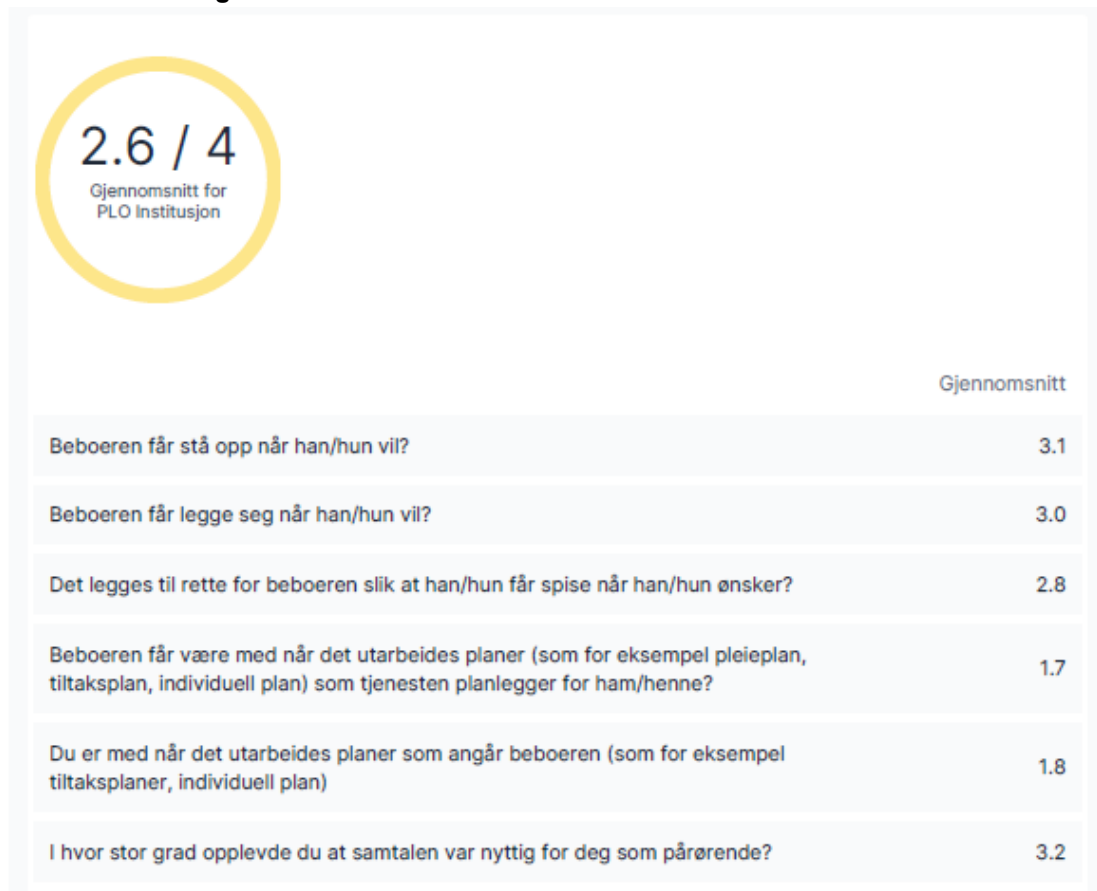 2.6 / 4
Gjennomsnitt for
PLO Institusjon
Gjennomsnitt
Beboeren får stå opp når han/hun vil? 3.1
Beboeren får legge seg når han/hun vil? 3.0
Det legges til rette for beboeren slik at han/hun får spise når han/hun ønsker? 2.8
Beboeren får være med når det utarbeides planer (som for eksempel pleieplan,
tiltaksplan, individuell plan) som tjenesten planlegger for ham/henne? 1.7
Du er med når det utarbeides planer som angår beboeren (som for eksempel
tiltaksplaner, individuell plan) 1.8
I hvor stor grad opplevde du at samtalen var nyttig for deg som pårørende? 3.2